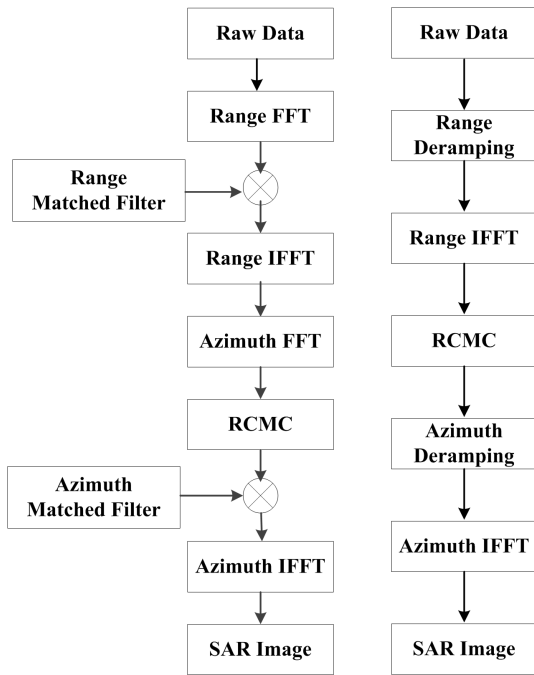 Raw Data
Range FFT
Range
Matched Filter
Range IFFT
Azimuth FFT
RCMC
Azimuth
Matched Filter
Azimuth IFFT
SAR Image
Raw Data
Range
Deramping
Range IFFT
RCMC
Azimuth
Deramping
Azimuth IFFT
SAR Image